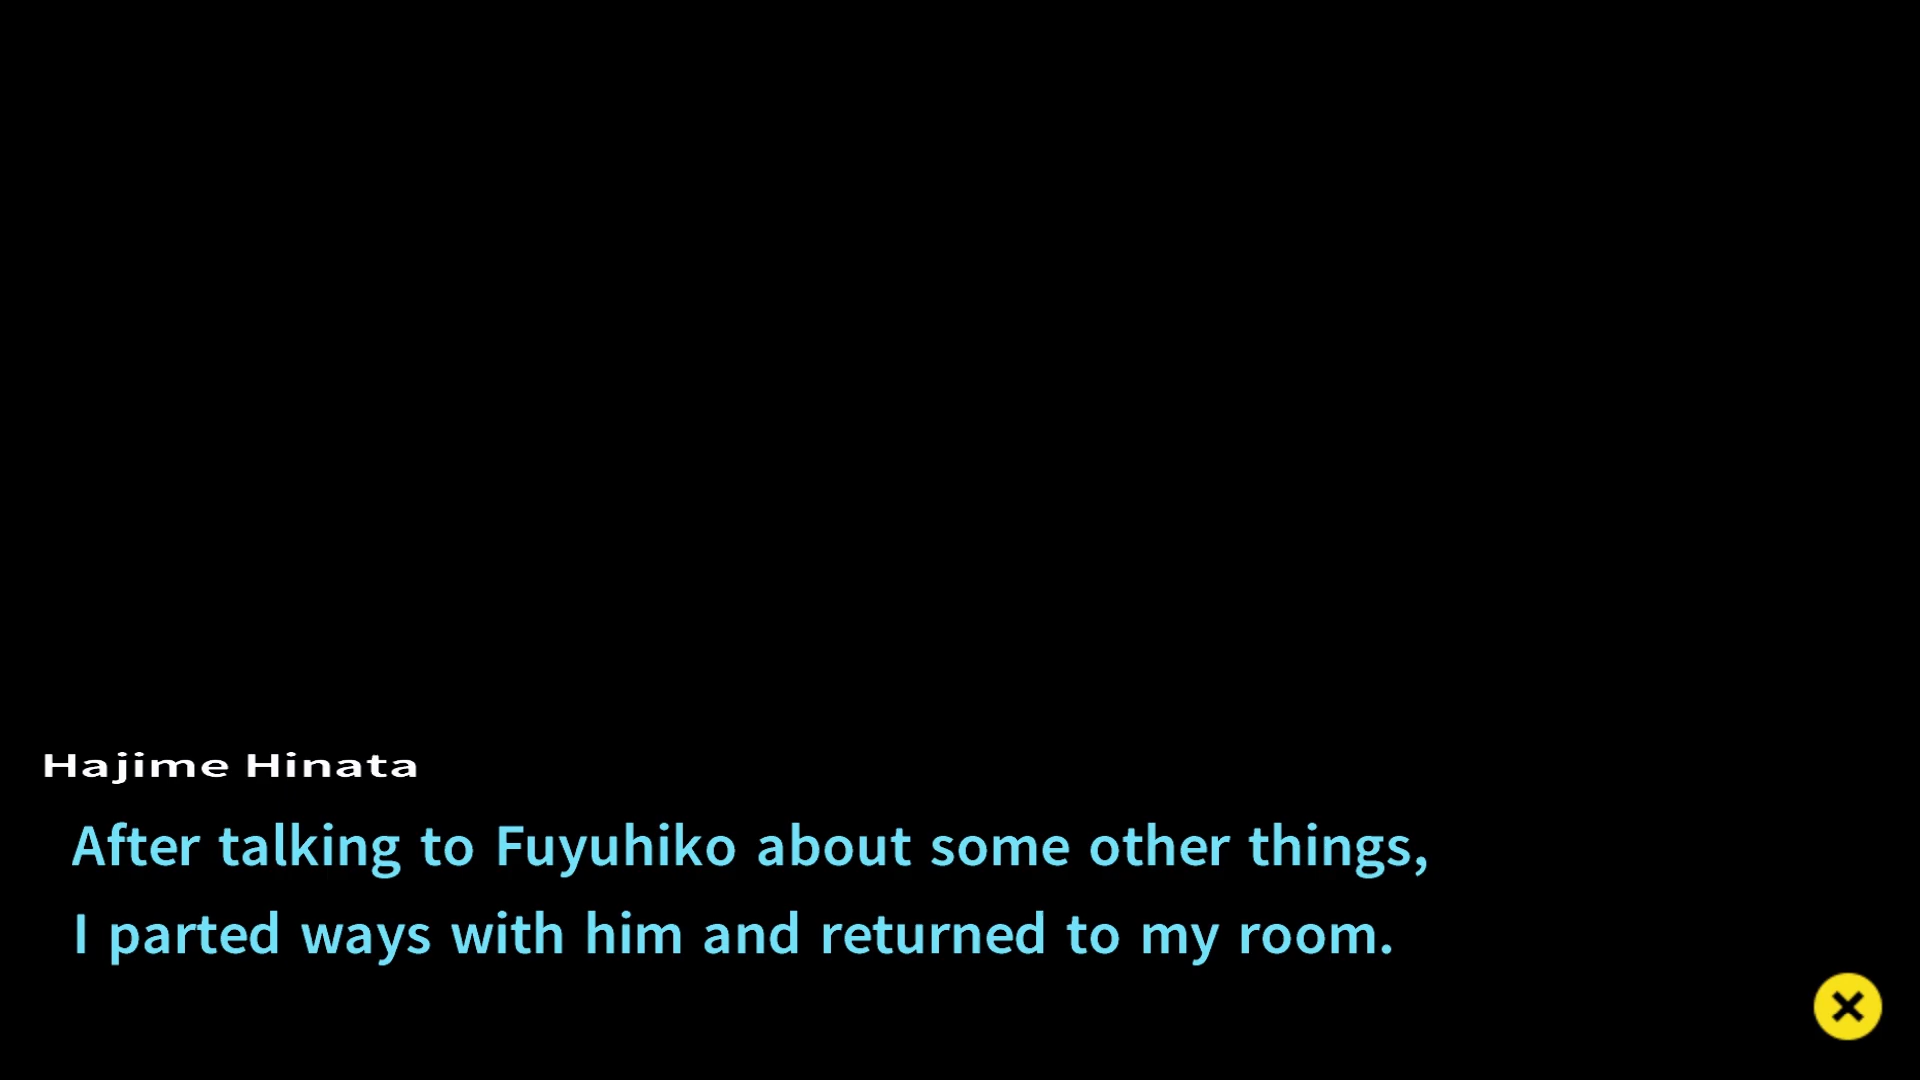 Hajime Hinata
After talking to Fuyuhiko about some other things,
I parted ways with him and returned to my room.